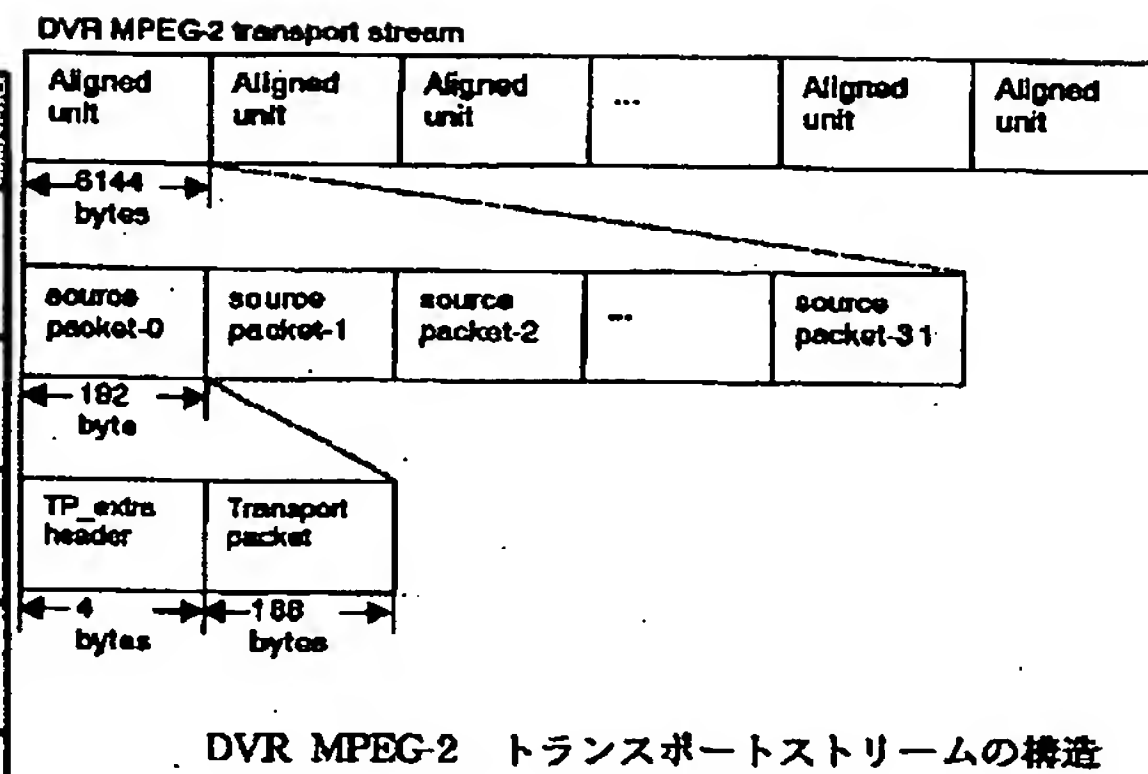 DVR MPEG-2 transport stream
Aligned unit
Aligned unit
Aligned unit
...
Aligned unit
Aligned unit
6144 bytes
source packet-0
source packet-1
source packet-2
...
source packet-31
192 byte
TP_extra header
Transport packet
4 bytes
188 bytes
DVR MPEG-2 トランスポートストリームの構造